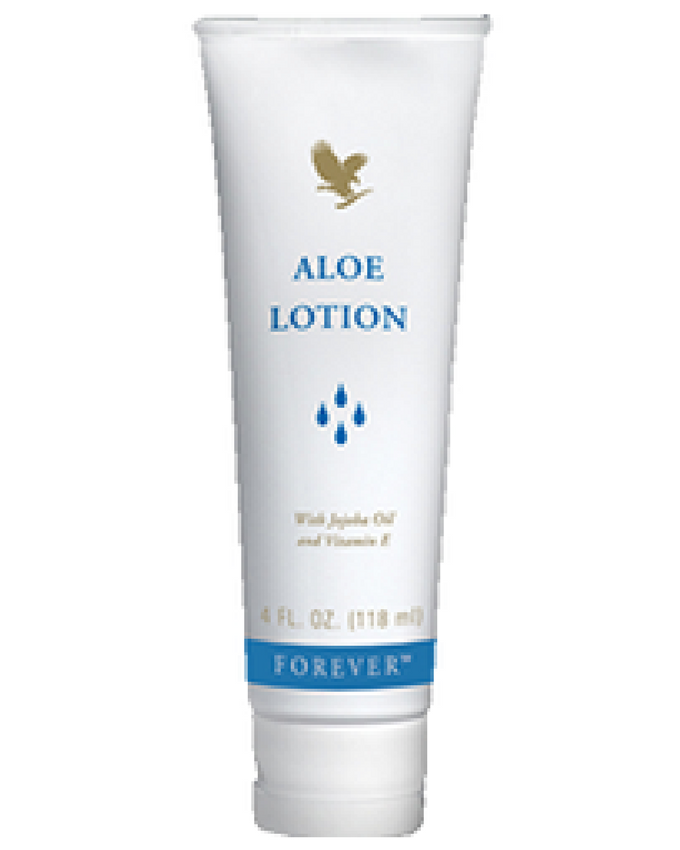 ALOE
LOTION
With Jojoba Oil
and Vitamin E
4 FL. OZ. (118 ml)
FOREVER™